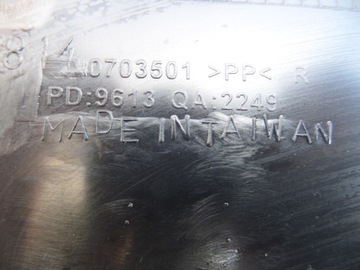 0703501 >PP< R
PD:9613 QA:2249
MADE IN TAIWAN